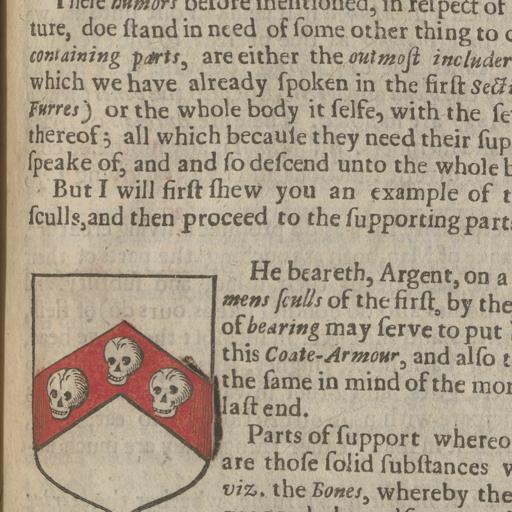 These humors before mentioned, in reſpect of
ture, doe ſtand in need of ſome other thing to
containing parts, are either the outmoſt includer
which we have already ſpoken in the firſt Secti
Furres) or the whole body it ſelfe, with the
thereof; all which becauſe they need their ſup
ſpeake of, and and ſo deſcend unto the whole
But I will firſt ſhew you an example of
ſculls, and then proceed to the ſupporting part
He beareth, Argent, on a
mens ſculls of the firſt, by the
of bearing may ſerve to put
this Coate-Armour, and alſo
the ſame in mind of the mor
laſt end.
Parts of ſupport whereo
are thoſe ſolid ſubſtances
viz. the Bones, whereby the